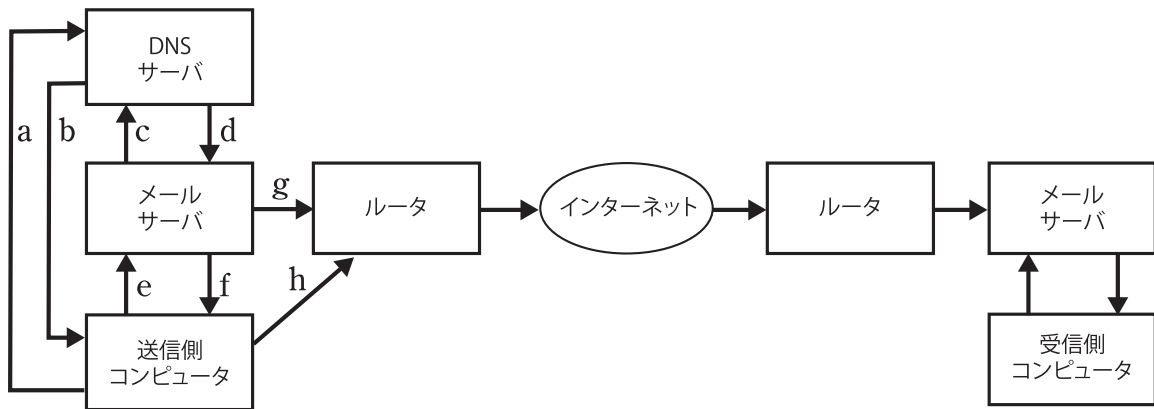 DNS
サーバ
a
b
c
d
メール
サーバ
g
ルータ
インターネット
ルータ
メール
サーバ
e
f
h
送信側
コンピュータ
受信側
コンピュータ